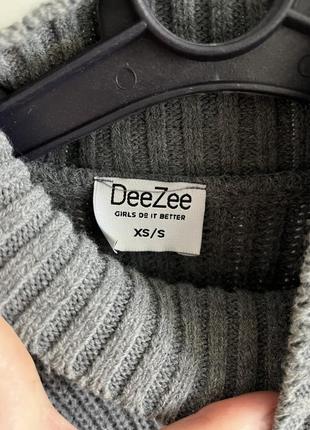 DeeZee
GIRLS DO IT BETTER
XS/S